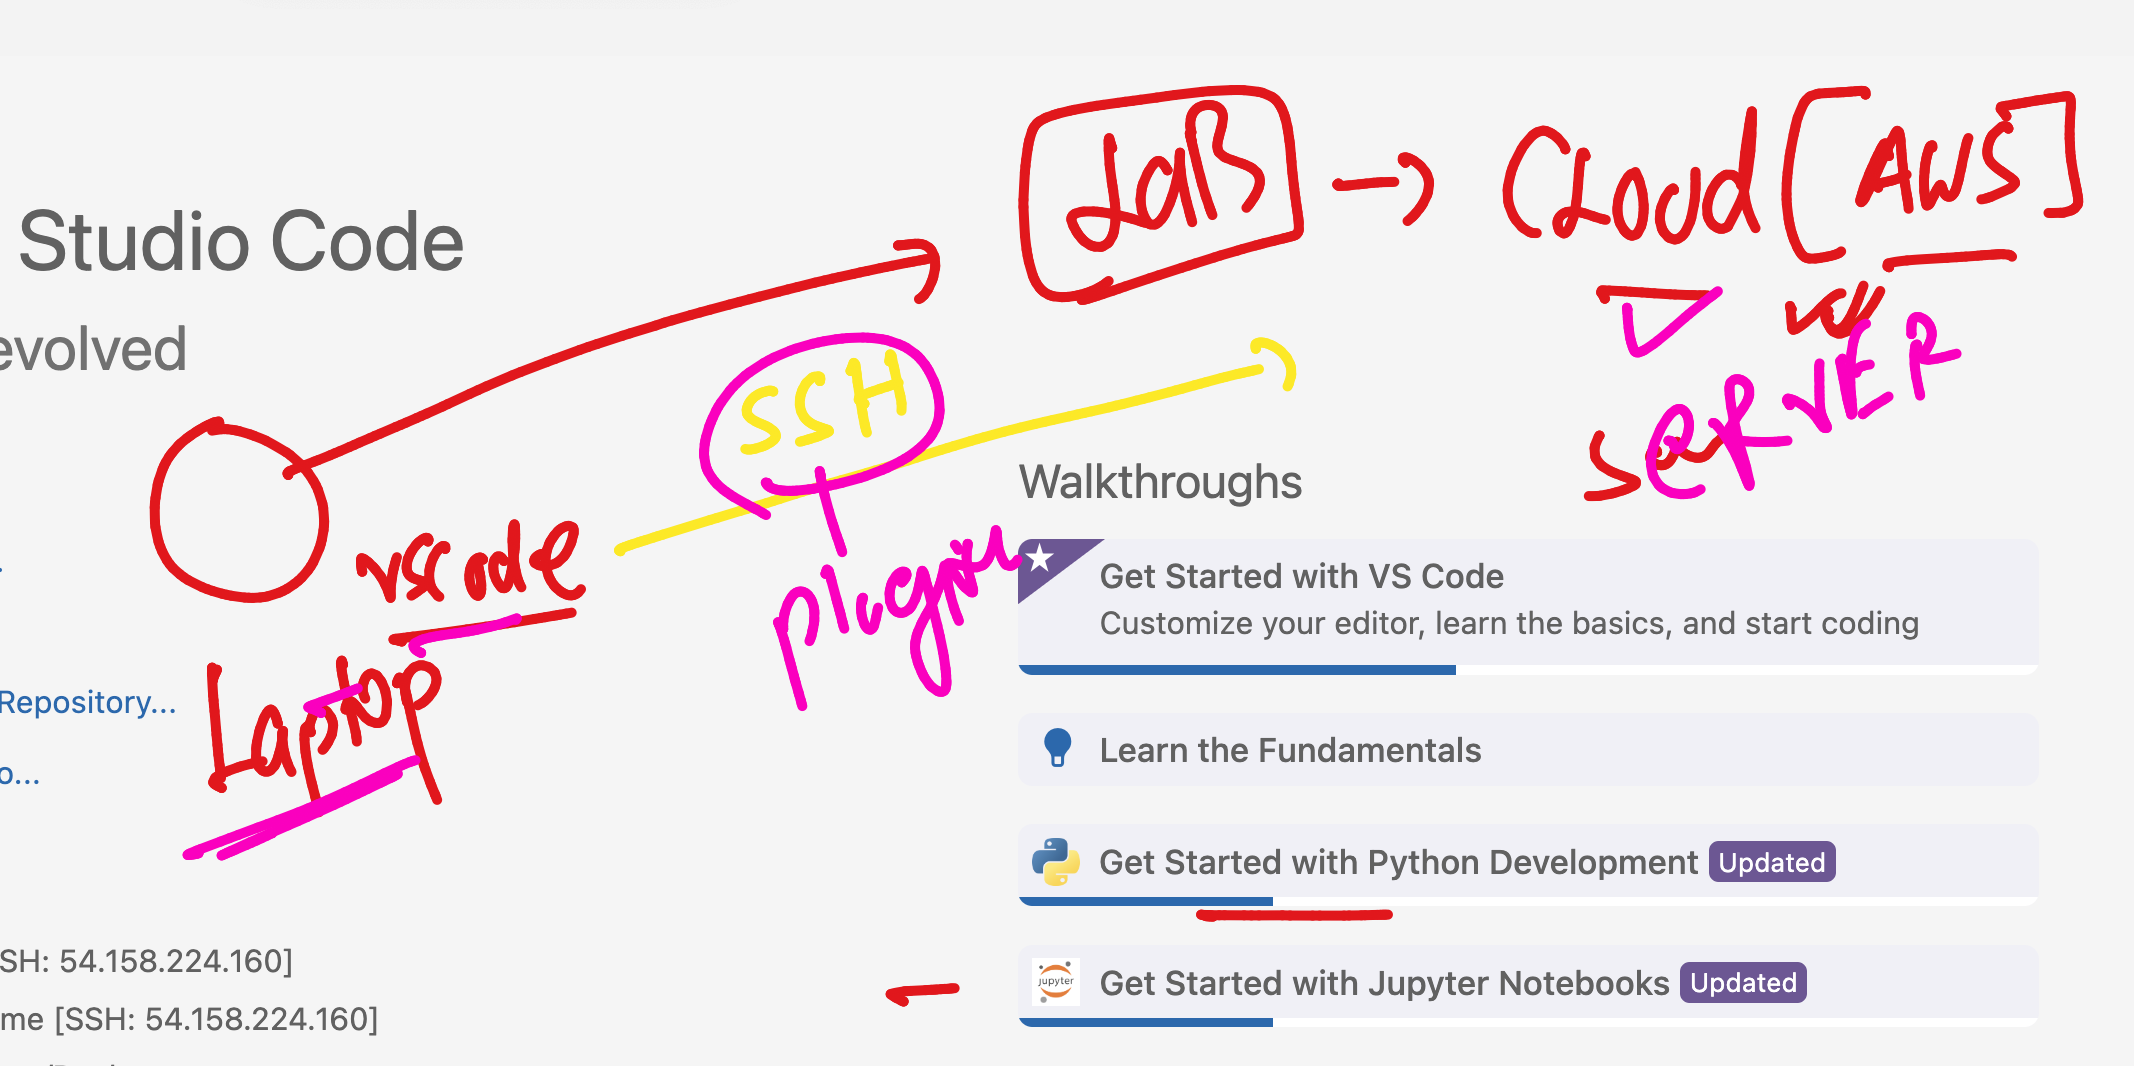 LaB → CLoud [AWS]
Studio Code
evolved
SSH
SERVER
vscode
plugin
Laptop
Walkthroughs
Get Started with VS Code
Customize your editor, learn the basics, and start coding
Repository...
Learn the Fundamentals
o...
Get Started with Python Development Updated
SH: 54.158.224.160]
jupyter
Get Started with Jupyter Notebooks Updated
me [SSH: 54.158.224.160]